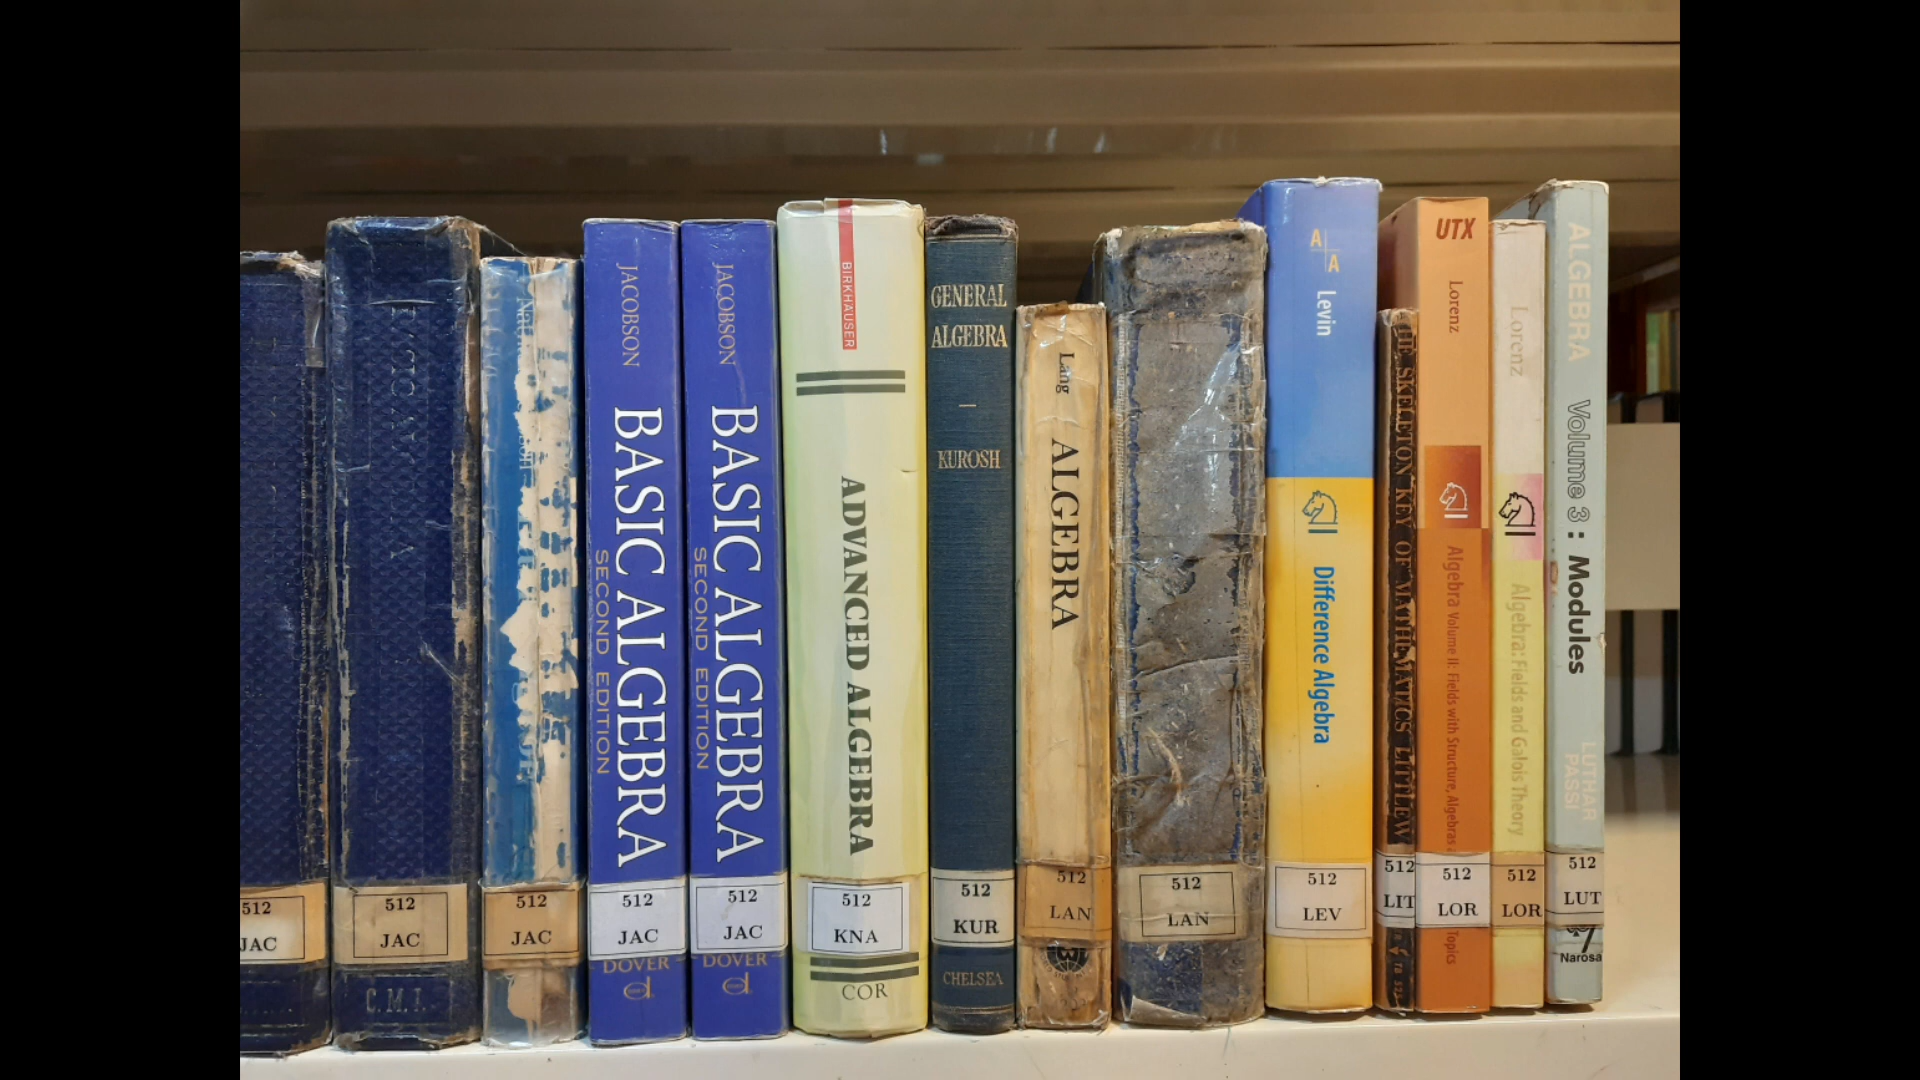 512
JAC
512
JAC
C.M.I.
512
JAC
JACOBSON
BASIC ALGEBRA
SECOND EDITION
512
JAC
DOVER
JACOBSON
BASIC ALGEBRA
SECOND EDITION
512
JAC
DOVER
BIRKHAUSER
ADVANCED ALGEBRA
512
KNA
COR
GENERAL
ALGEBRA
KUROSH
512
KUR
CHELSEA
Lang
ALGEBRA
512
LAN
512
LAN
A
A
Levin
Difference Algebra
512
LEV
SKELETON KEY OF MATHEMATICS LITTLEW
512
LIT
UTX
Lorenz
Algebra Volume II: Fields with Structure, Algebras
512
LOR
Topics
Lorenz
Algebra: Fields and Galois Theory
512
LOR
ALGEBRA Volume 3 : Modules
LUTHAR
PASSI
512
LUT
Narosa